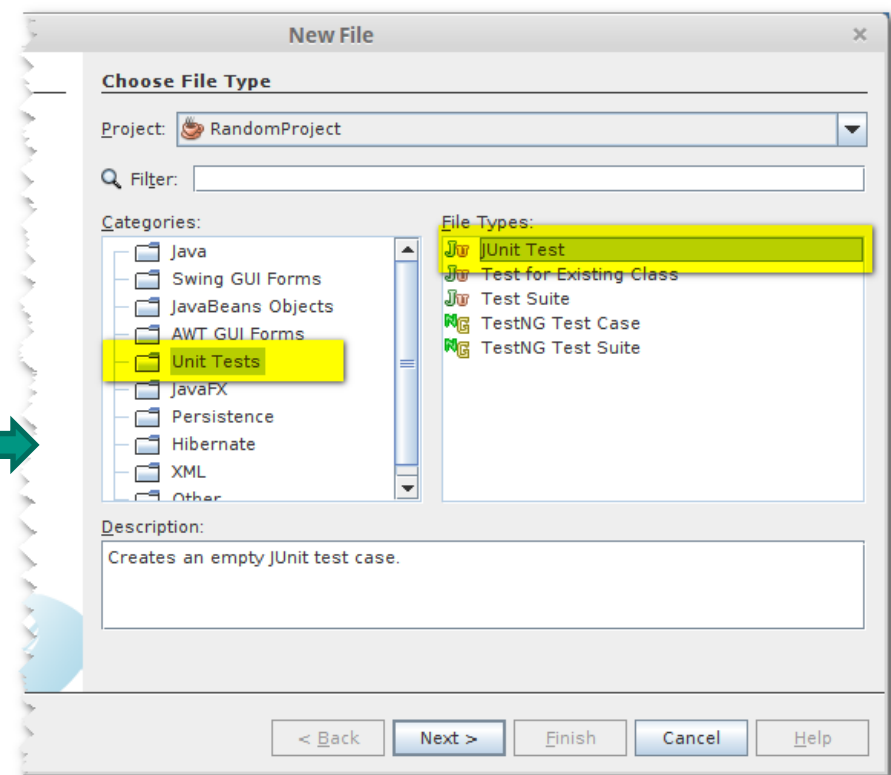 New File ×
Choose File Type
Project: RandomProject
Filter:
Categories:
Java
Swing GUI Forms
JavaBeans Objects
AWT GUI Forms
Unit Tests
JavaFX
Persistence
Hibernate
XML
Other
File Types:
JUnit Test
Test for Existing Class
Test Suite
TestNG Test Case
TestNG Test Suite
Description:
Creates an empty JUnit test case.
< Back Next > Finish Cancel Help